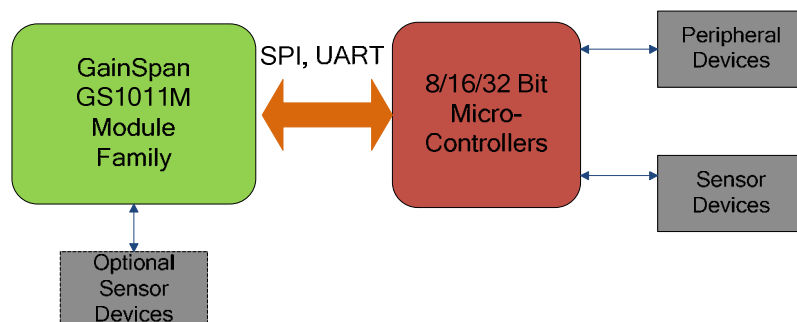 GainSpan
GS1011M
Module
Family
SPI, UART
8/16/32 Bit
Micro-
Controllers
Peripheral
Devices
Sensor
Devices
Optional
Sensor
Devices